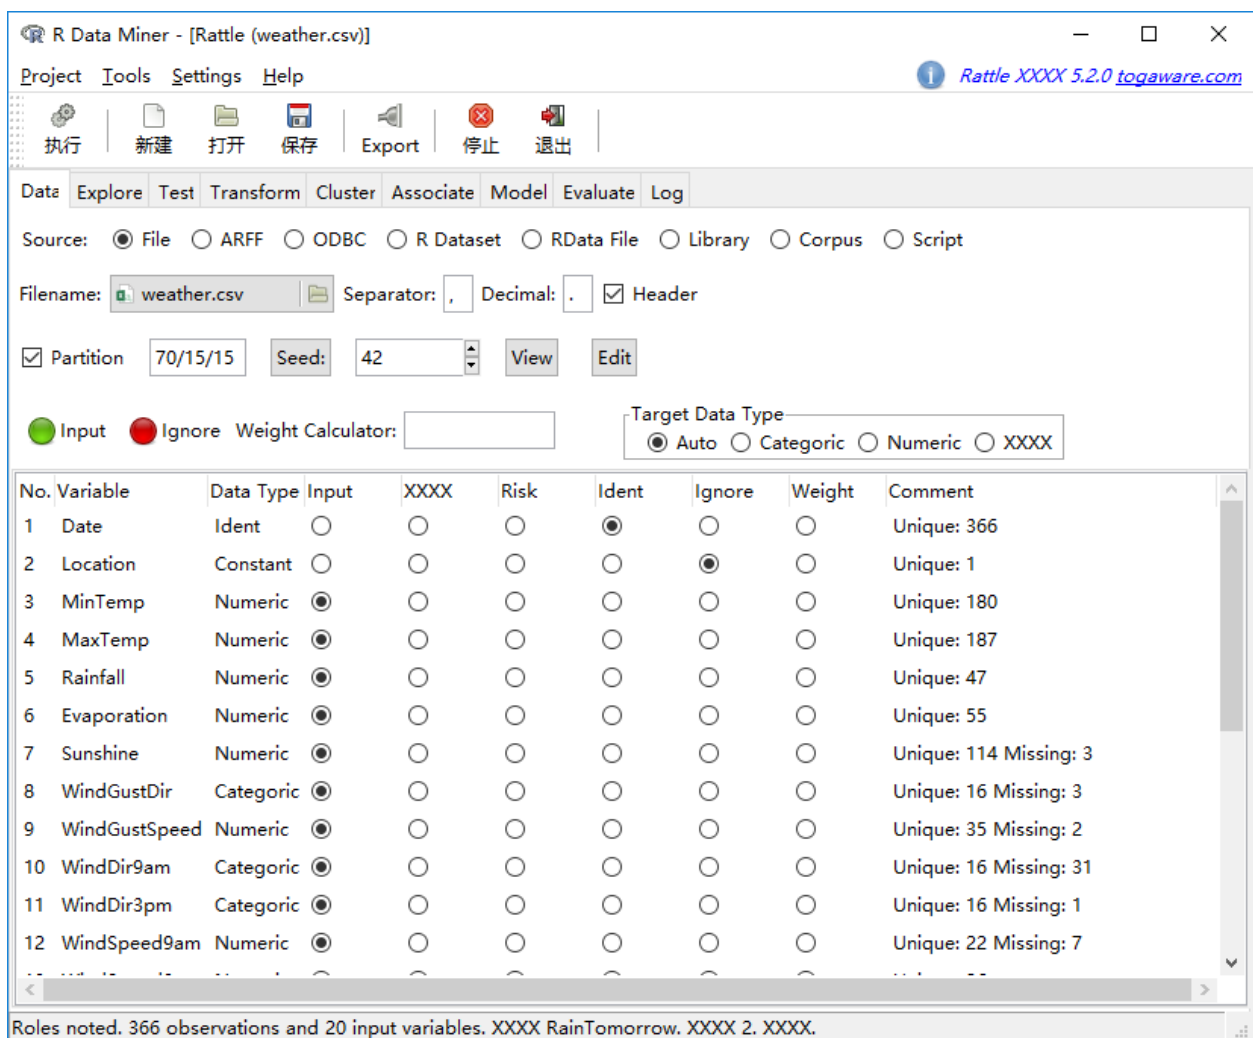 R Data Miner - [Rattle (weather.csv)]
Project Tools Settings Help Rattle XXXX 5.2.0 togaware.com
执行 新建 打开 保存 Export 停止 退出
Data Explore Test Transform Cluster Associate Model Evaluate Log
Source: File ARFF ODBC R Dataset RData File Library Corpus Script
Filename: weather.csv Separator: , Decimal: . Header
Partition 70/15/15 Seed: 42 View Edit
Target Data Type
Input Ignore Weight Calculator: Auto Categoric Numeric XXXX
No. Variable Data Type Input XXXX Risk Ident Ignore Weight Comment
1 Date Ident Unique: 366
2 Location Constant Unique: 1
3 MinTemp Numeric Unique: 180
4 MaxTemp Numeric Unique: 187
5 Rainfall Numeric Unique: 47
6 Evaporation Numeric Unique: 55
7 Sunshine Numeric Unique: 114 Missing: 3
8 WindGustDir Categoric Unique: 16 Missing: 3
9 WindGustSpeed Numeric Unique: 35 Missing: 2
10 WindDir9am Categoric Unique: 16 Missing: 31
11 WindDir3pm Categoric Unique: 16 Missing: 1
12 WindSpeed9am Numeric Unique: 22 Missing: 7
Roles noted. 366 observations and 20 input variables. XXXX RainTomorrow. XXXX 2. XXXX.